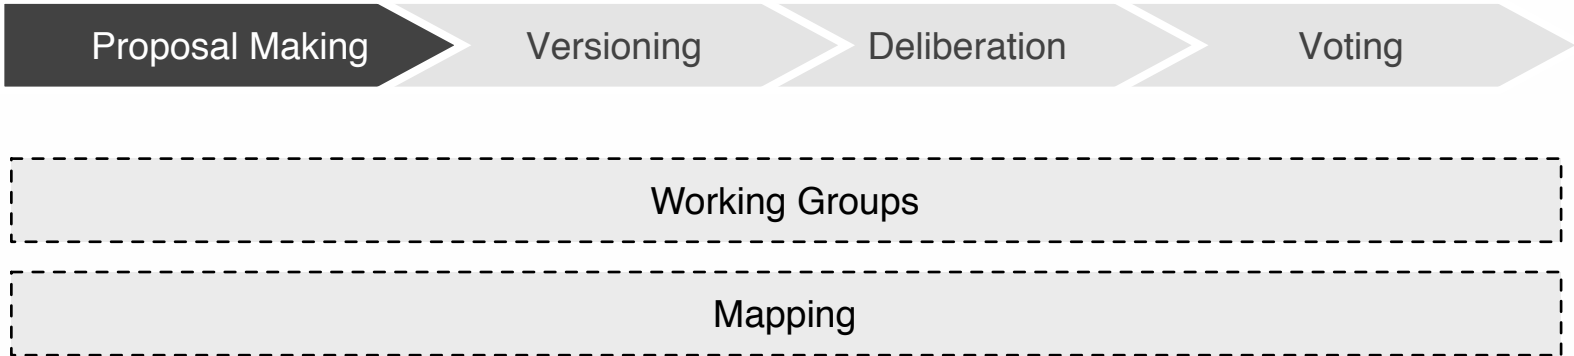 Proposal Making
Versioning
Deliberation
Voting
Working Groups
Mapping